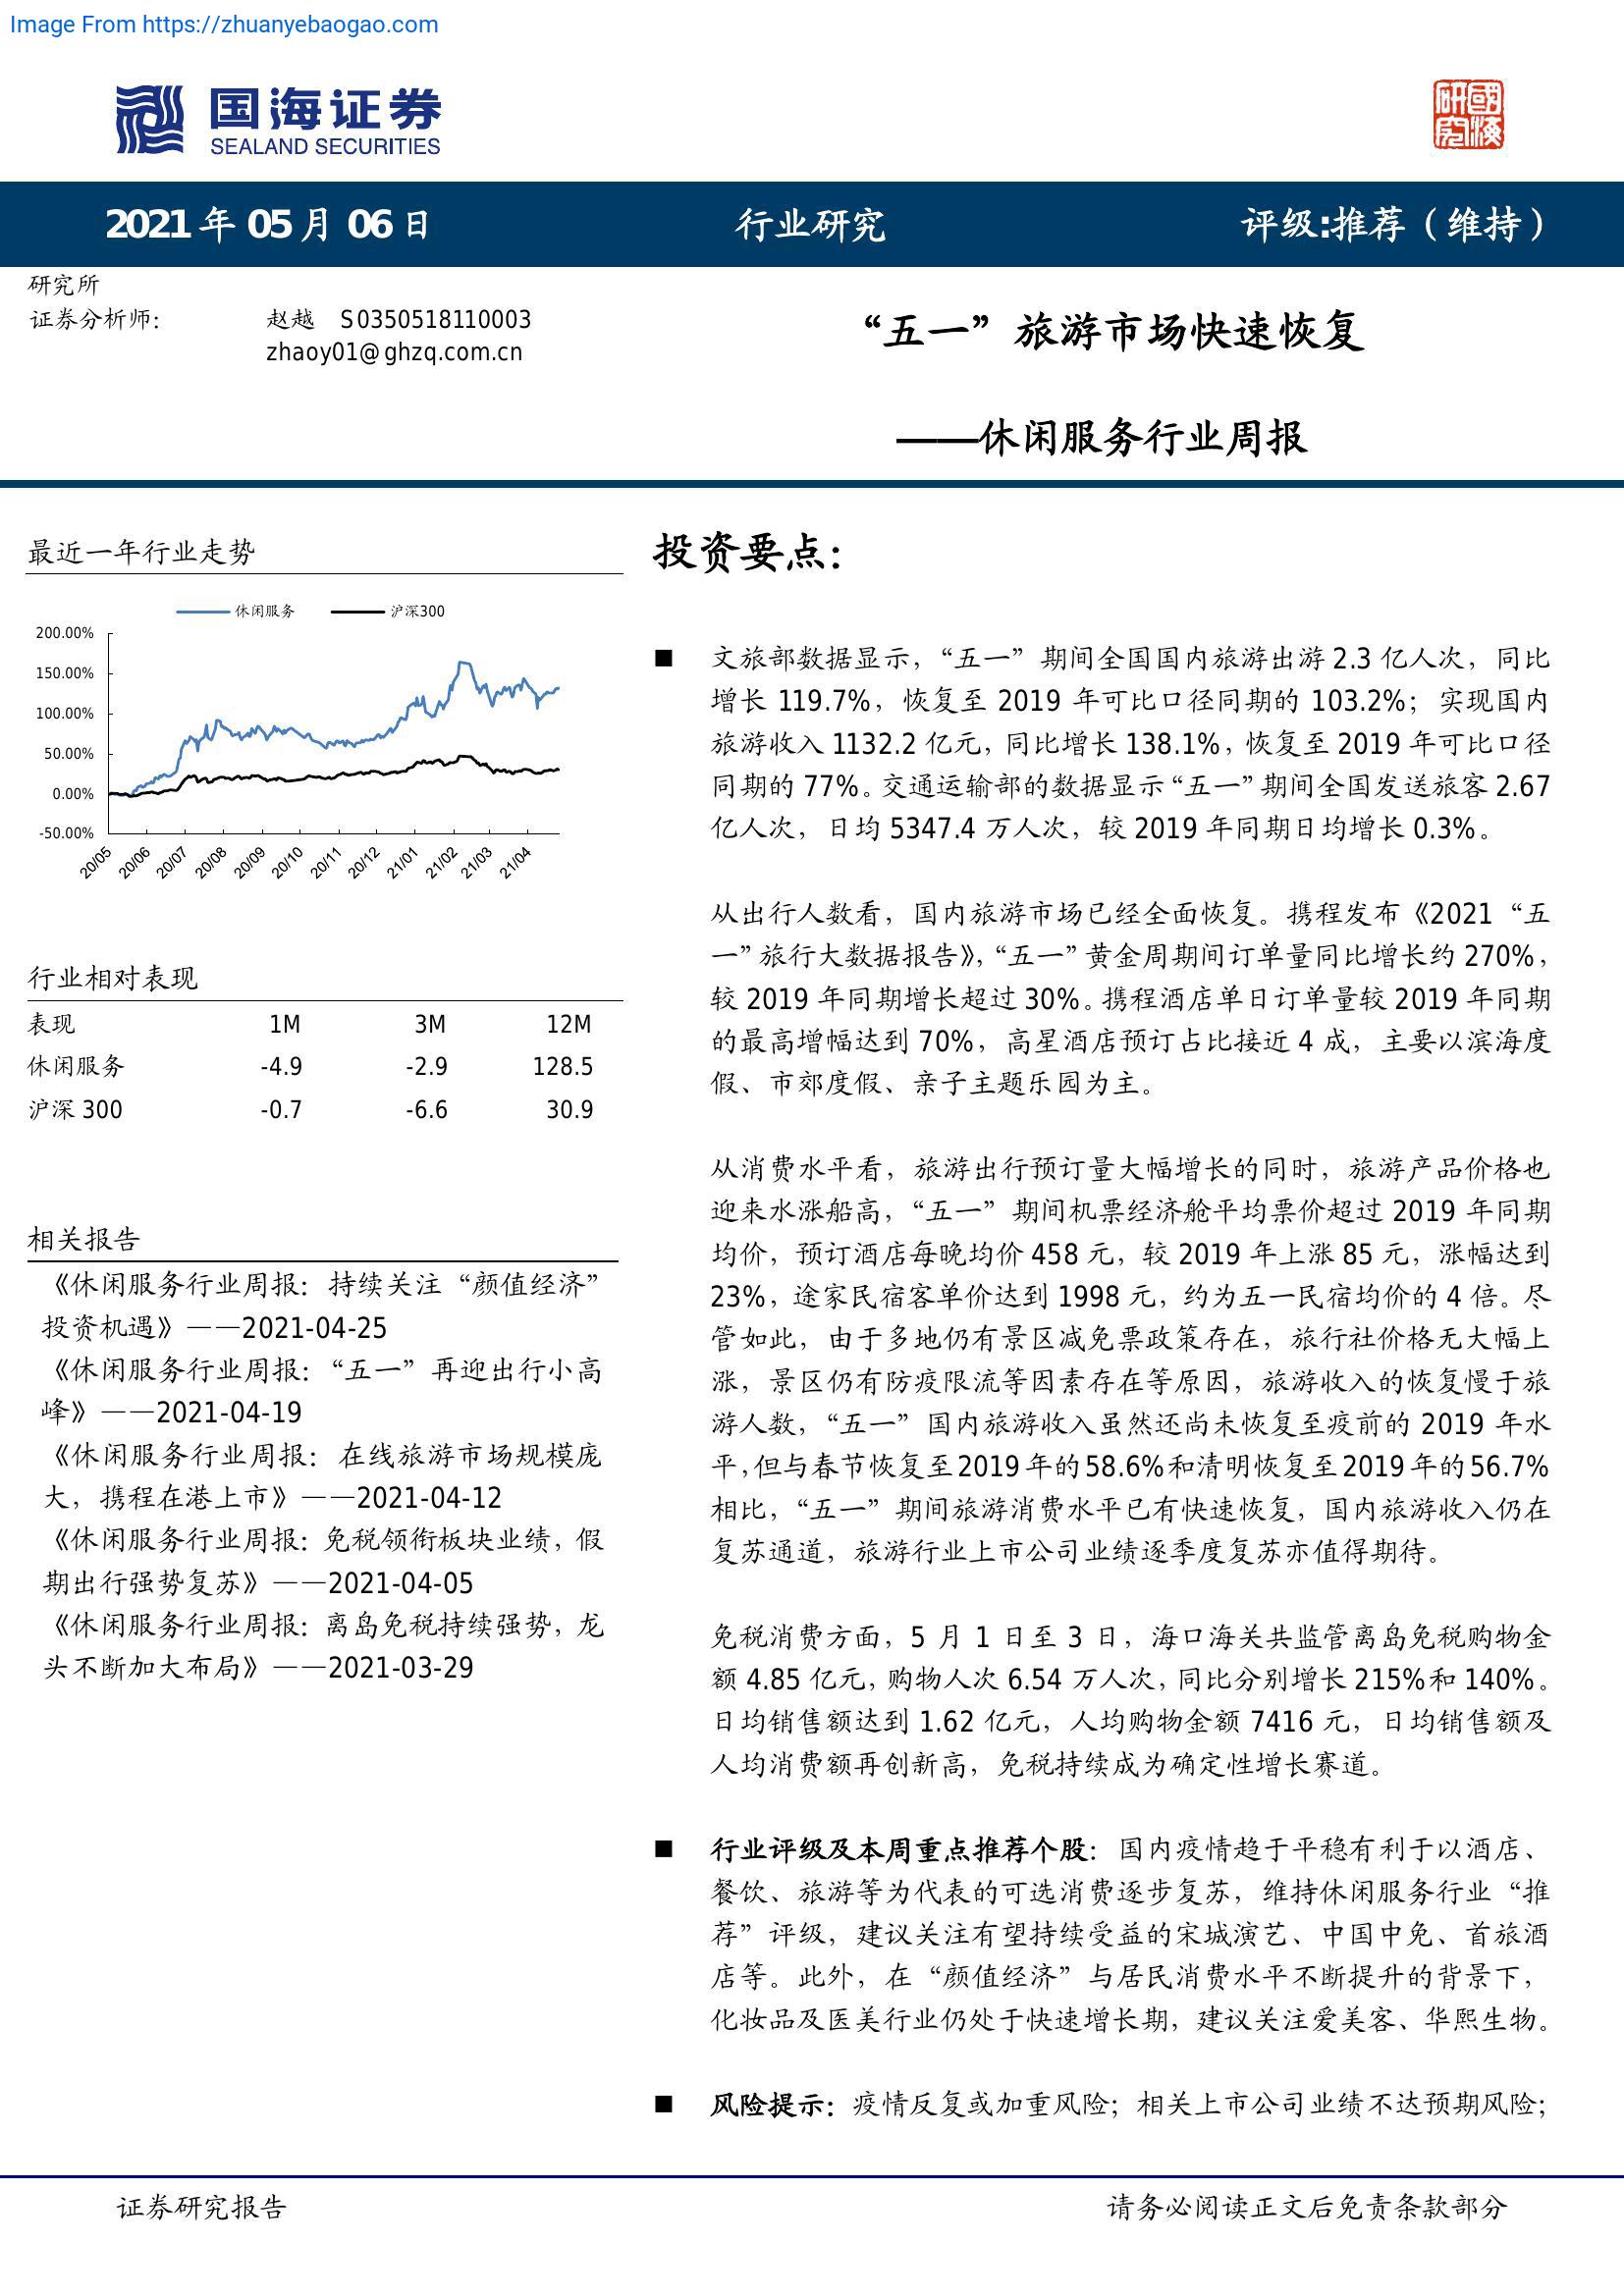 Image From https://zhuanyebaogao.com
国海证券
SEALAND SECURITIES
研國究海
2021 年 05 月 06 日
行业研究
评级:推荐（维持）
研究所
证券分析师：
赵越 S0350518110003
zhaoy01@ghzq.com.cn
“五一”旅游市场快速恢复
——休闲服务行业周报
最近一年行业走势
休闲服务 沪深300
200.00%
150.00%
100.00%
50.00%
0.00%
-50.00%
20/05 20/06 20/07 20/08 20/09 20/10 20/11 20/12 21/01 21/02 21/03 21/04
行业相对表现
表现 1M 3M 12M
休闲服务 -4.9 -2.9 128.5
沪深 300 -0.7 -6.6 30.9
相关报告
《休闲服务行业周报：持续关注“颜值经济”
投资机遇》——2021-04-25
《休闲服务行业周报：“五一”再迎出行小高
峰》——2021-04-19
《休闲服务行业周报：在线旅游市场规模庞
大，携程在港上市》——2021-04-12
《休闲服务行业周报：免税领衔板块业绩，假
期出行强势复苏》——2021-04-05
《休闲服务行业周报：离岛免税持续强势，龙
头不断加大布局》——2021-03-29
投资要点：
■ 文旅部数据显示，“五一”期间全国国内旅游出游 2.3 亿人次，同比
增长 119.7%，恢复至 2019 年可比口径同期的 103.2%；实现国内
旅游收入 1132.2 亿元，同比增长 138.1%，恢复至 2019 年可比口径
同期的 77%。交通运输部的数据显示“五一”期间全国发送旅客 2.67
亿人次，日均 5347.4 万人次，较 2019 年同期日均增长 0.3%。
从出行人数看，国内旅游市场已经全面恢复。携程发布《2021“五
一”旅行大数据报告》，“五一”黄金周期间订单量同比增长约 270%，
较 2019 年同期增长超过 30%。携程酒店单日订单量较 2019 年同期
的最高增幅达到 70%，高星酒店预订占比接近 4 成，主要以滨海度
假、市郊度假、亲子主题乐园为主。
从消费水平看，旅游出行预订量大幅增长的同时，旅游产品价格也
迎来水涨船高，“五一”期间机票经济舱平均票价超过 2019 年同期
均价，预订酒店每晚均价 458 元，较 2019 年上涨 85 元，涨幅达到
23%，途家民宿客单价达到 1998 元，约为五一民宿均价的 4 倍。尽
管如此，由于多地仍有景区减免票政策存在，旅行社价格无大幅上
涨，景区仍有防疫限流等因素存在等原因，旅游收入的恢复慢于旅
游人数，“五一”国内旅游收入虽然还尚未恢复至疫前的 2019 年水
平，但与春节恢复至2019年的58.6%和清明恢复至2019年的56.7%
相比，“五一”期间旅游消费水平已有快速恢复，国内旅游收入仍在
复苏通道，旅游行业上市公司业绩逐季度复苏亦值得期待。
免税消费方面，5 月 1 日至 3 日，海口海关共监管离岛免税购物金
额 4.85 亿元，购物人次 6.54 万人次，同比分别增长 215%和 140%。
日均销售额达到 1.62 亿元，人均购物金额 7416 元，日均销售额及
人均消费额再创新高，免税持续成为确定性增长赛道。
■ 行业评级及本周重点推荐个股：国内疫情趋于平稳有利于以酒店、
餐饮、旅游等为代表的可选消费逐步复苏，维持休闲服务行业“推
荐”评级，建议关注有望持续受益的宋城演艺、中国中免、首旅酒
店等。此外，在“颜值经济”与居民消费水平不断提升的背景下，
化妆品及医美行业仍处于快速增长期，建议关注爱美客、华熙生物。
■ 风险提示：疫情反复或加重风险；相关上市公司业绩不达预期风险；
证券研究报告
请务必阅读正文后免责条款部分